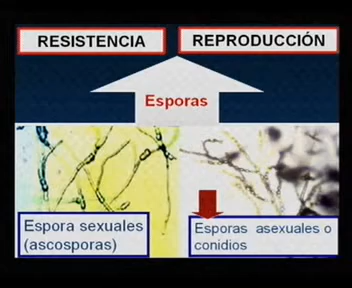 RESISTENCIA
REPRODUCCIÓN
Esporas
Espora sexuales
(ascosporas)
Esporas asexuales o
conidios